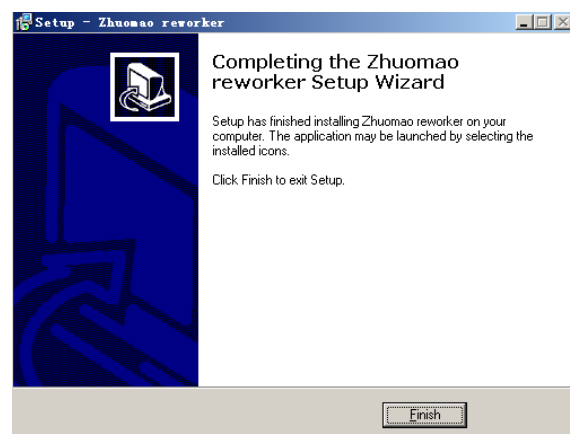 Setup - Zhuomao reworker
Completing the Zhuomao
reworker Setup Wizard
Setup has finished installing Zhuomao reworker on your
computer. The application may be launched by selecting the
installed icons.
Click Finish to exit Setup.
Finish